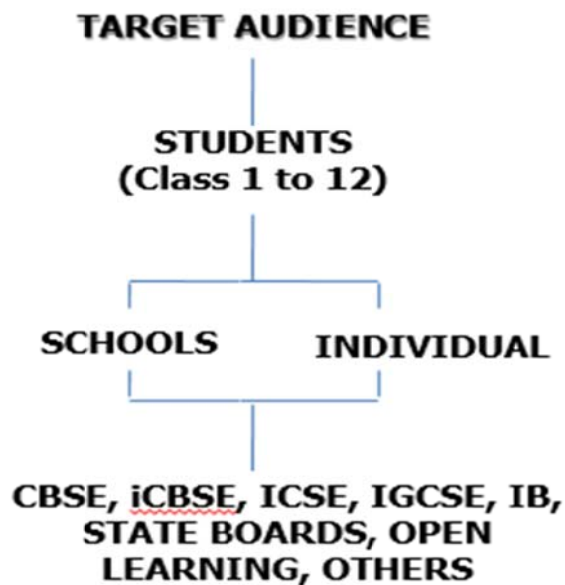 TARGET AUDIENCE
STUDENTS
(Class 1 to 12)
SCHOOLS
INDIVIDUAL
CBSE, iCBSE, ICSE, IGCSE, IB,
STATE BOARDS, OPEN
LEARNING, OTHERS